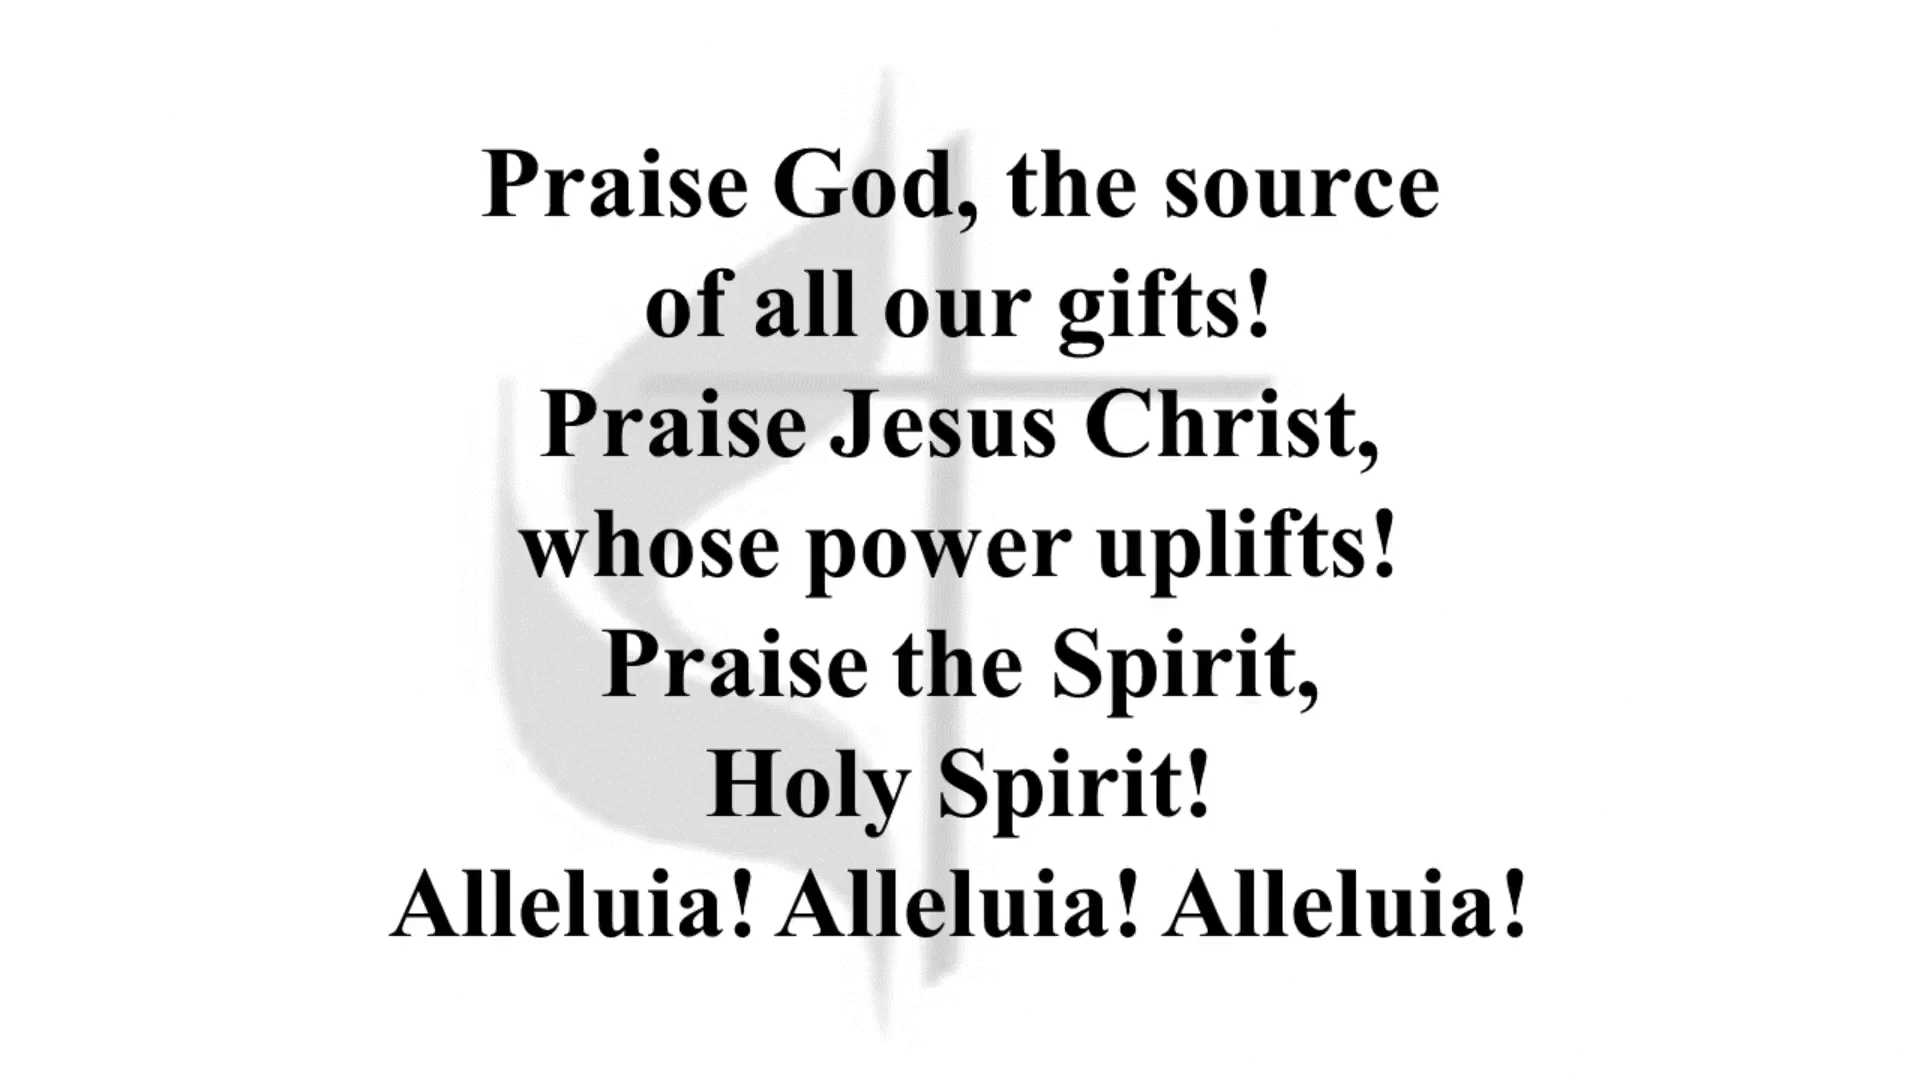 Praise God, the source
of all our gifts!
Praise Jesus Christ,
whose power uplifts!
Praise the Spirit,
Holy Spirit!
Alleluia! Alleluia! Alleluia!